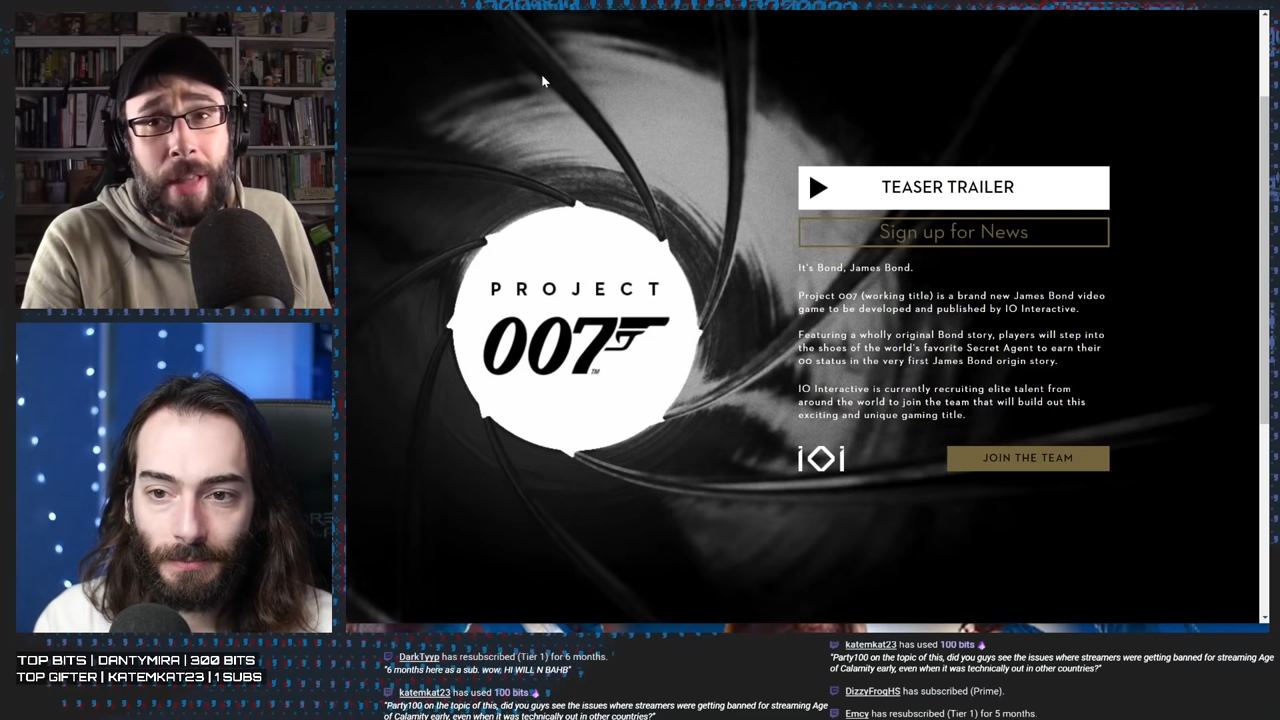 PROJECT
007
TM
TEASER TRAILER
Sign up for News
It's Bond, James Bond.
Project 007 (working title) is a brand new James Bond video
game to be developed and published by IO Interactive.
Featuring a wholly original Bond story, players will step into
the shoes of the world's favorite Secret Agent to earn their
00 status in the very first James Bond origin story.
IO Interactive is currently recruiting elite talent from
around the world to join the team that will build out this
exciting and unique gaming title.
IOI
JOIN THE TEAM
TOP BITS | DANTYMIRA | 300 BITS
TOP GIFTER | KATEMKAT23 | 1 SUBS
DarkTyyp has resubscribed (Tier 1) for 6 months.
"6 months here as a sub. wow. HI WILL N BAHB"
katemkat23 has used 100 bits
"Party100 on the topic of this, did you guys see the issues where streamers were getting banned for streaming Age
of Calamity early, even when it was technically out in other countries?"
katemkat23 has used 100 bits
"Party100 on the topic of this, did you guys see the issues where streamers were getting banned for streaming Age
of Calamity early, even when it was technically out in other countries?"
DizzyFrogHS has subscribed (Prime).
Emcy has resubscribed (Tier 1) for 5 months.